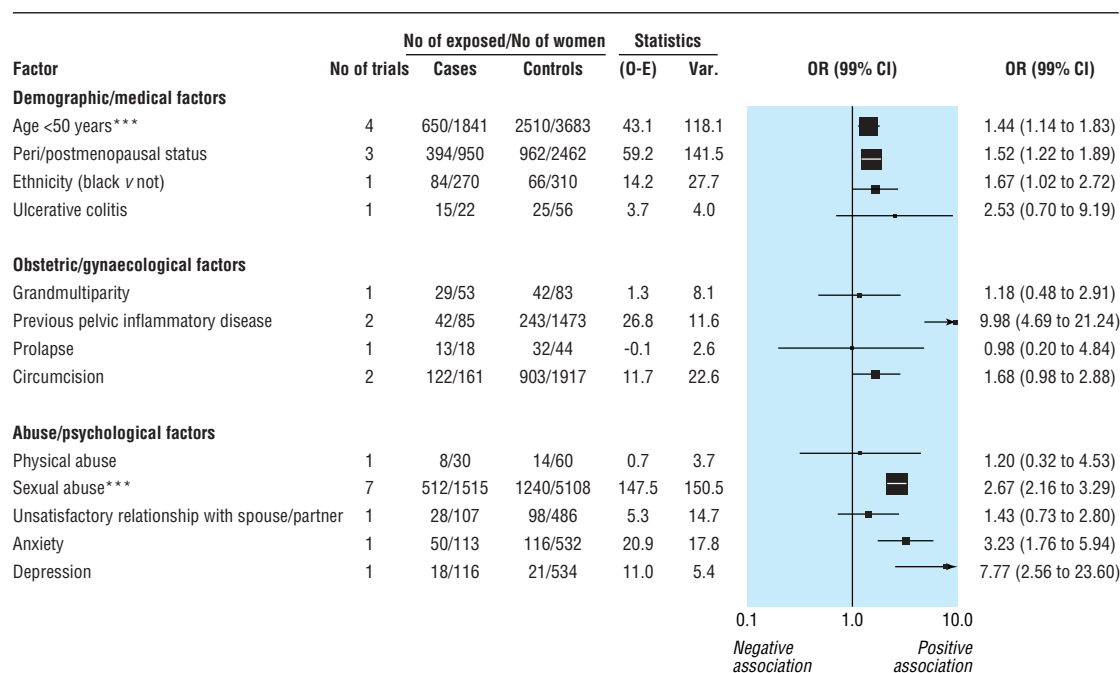 No of exposed/No of women Statistics
Factor No of trials Cases Controls (O-E) Var. OR (99% CI) OR (99% CI)
Demographic/medical factors
Age <50 years*** 4 650/1841 2510/3683 43.1 118.1 1.44 (1.14 to 1.83)
Peri/postmenopausal status 3 394/950 962/2462 59.2 141.5 1.52 (1.22 to 1.89)
Ethnicity (black v not) 1 84/270 66/310 14.2 27.7 1.67 (1.02 to 2.72)
Ulcerative colitis 1 15/22 25/56 3.7 4.0 2.53 (0.70 to 9.19)
Obstetric/gynaecological factors
Grandmultiparity 1 29/53 42/83 1.3 8.1 1.18 (0.48 to 2.91)
Previous pelvic inflammatory disease 2 42/85 243/1473 26.8 11.6 9.98 (4.69 to 21.24)
Prolapse 1 13/18 32/44 -0.1 2.6 0.98 (0.20 to 4.84)
Circumcision 2 122/161 903/1917 11.7 22.6 1.68 (0.98 to 2.88)
Abuse/psychological factors
Physical abuse 1 8/30 14/60 0.7 3.7 1.20 (0.32 to 4.53)
Sexual abuse*** 7 512/1515 1240/5108 147.5 150.5 2.67 (2.16 to 3.29)
Unsatisfactory relationship with spouse/partner 1 28/107 98/486 5.3 14.7 1.43 (0.73 to 2.80)
Anxiety 1 50/113 116/532 20.9 17.8 3.23 (1.76 to 5.94)
Depression 1 18/116 21/534 11.0 5.4 7.77 (2.56 to 23.60)
0.1 1.0 10.0
Negative Positive
association association